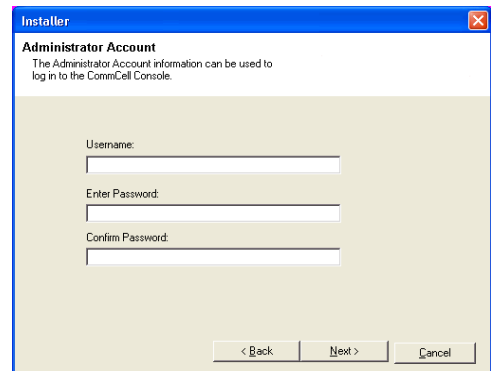 Installer
Administrator Account
The Administrator Account information can be used to
log in to the CommCell Console.
Username:
Enter Password:
Confirm Password:
< Back
Next >
Cancel